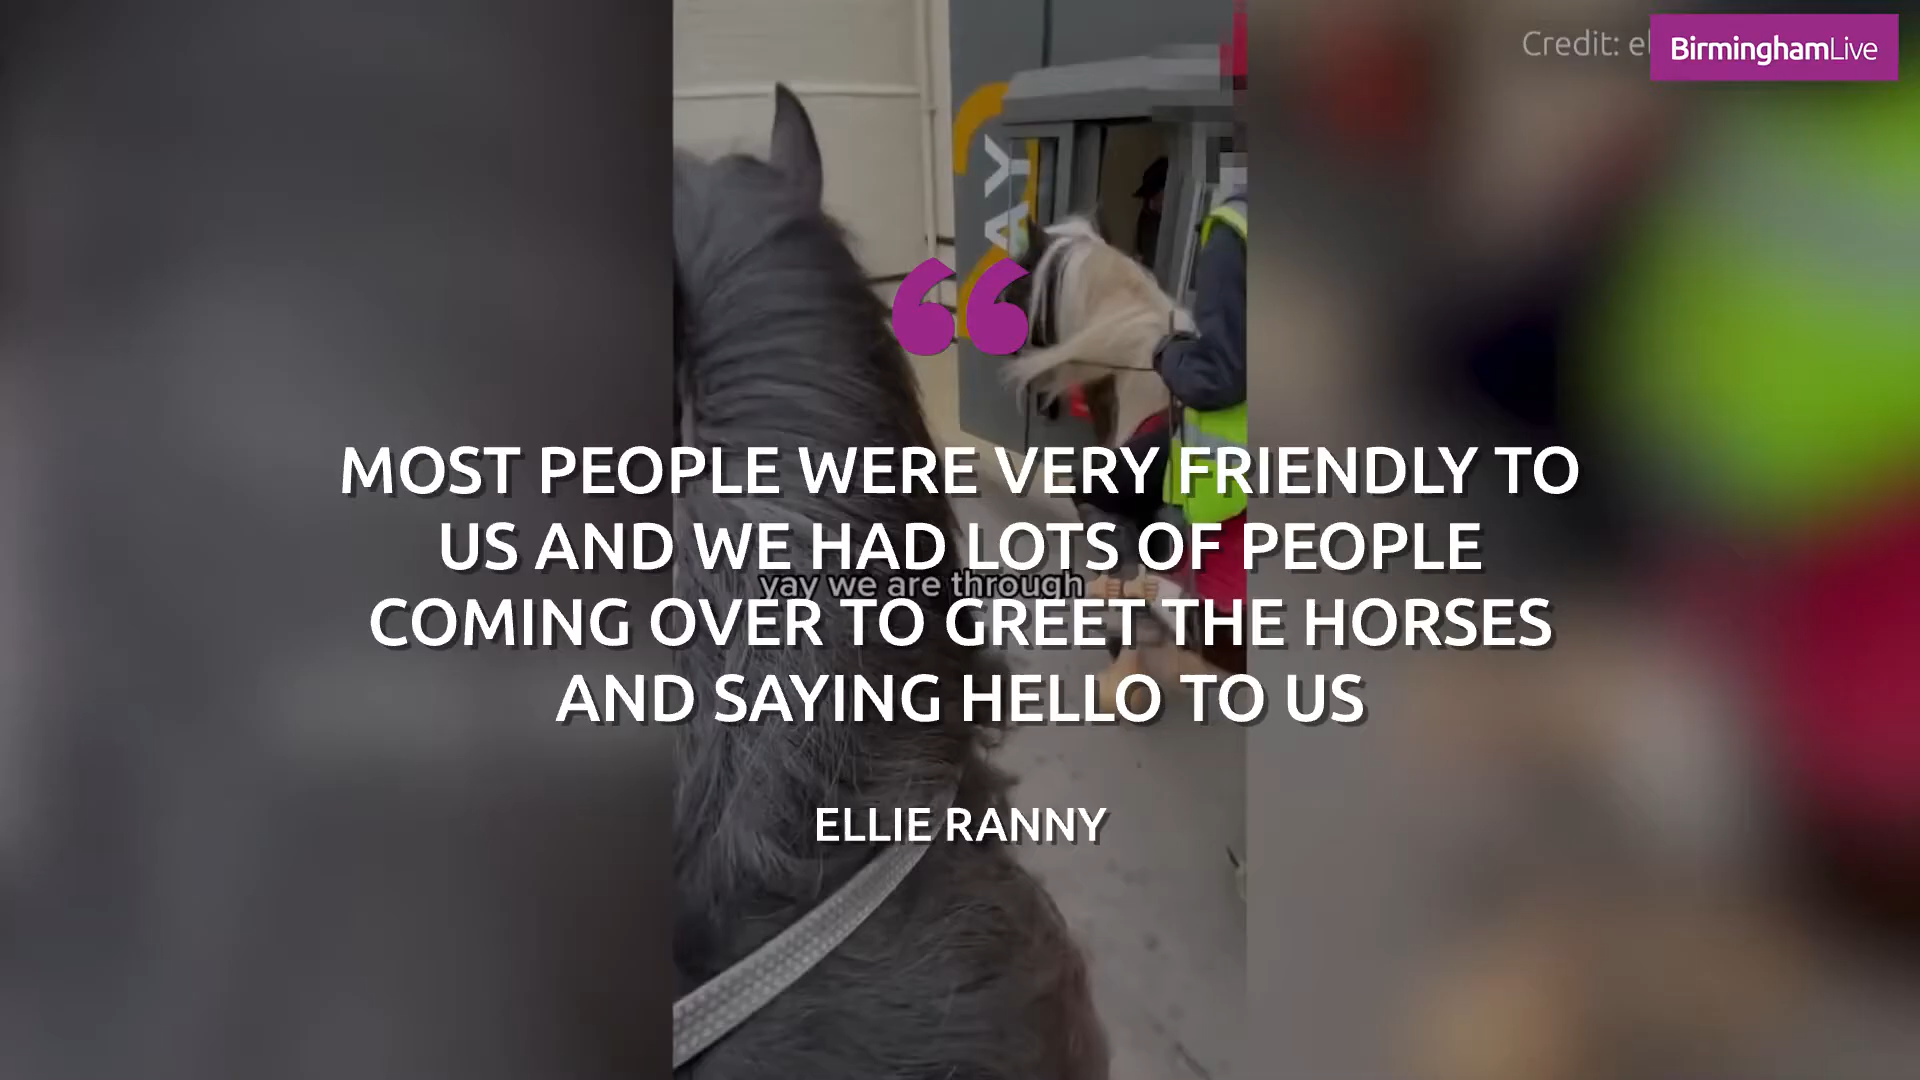 Credit: el
BirminghamLive
AY
MOST PEOPLE WERE VERY FRIENDLY TO
US AND WE HAD LOTS OF PEOPLE
yay we are through
COMING OVER TO GREET THE HORSES
AND SAYING HELLO TO US
ELLIE RANNY